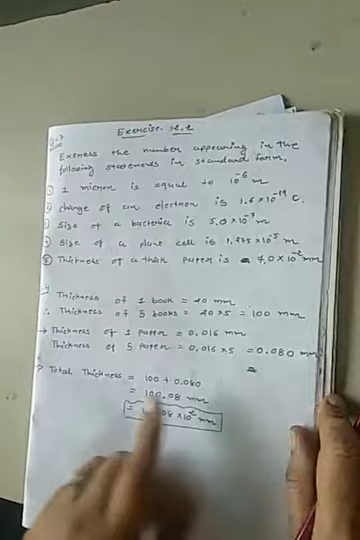 Exercise - 12.2
Q.3
Express the number appearing in the
following statements in standard form.
① 1 micron is equal to 10⁻⁶ m
② charge of an electron is 1.6 × 10⁻¹⁹ C.
③ Size of a bacteria is 5.0 × 10⁻⁷ m
④ Size of a plant cell is 1.275 × 10⁻⁵ m
⑤ Thickness of a thick paper is 7.0 × 10⁻² mm
Thickness of 1 book = 20 mm
∴ Thickness of 5 books = 20 × 5 = 100 mm
→ Thickness of 1 paper = 0.016 mm
Thickness of 5 paper = 0.016 × 5 = 0.080 mm
Total Thickness = 100 + 0.080
= 100.08 mm
08 × 10² mm